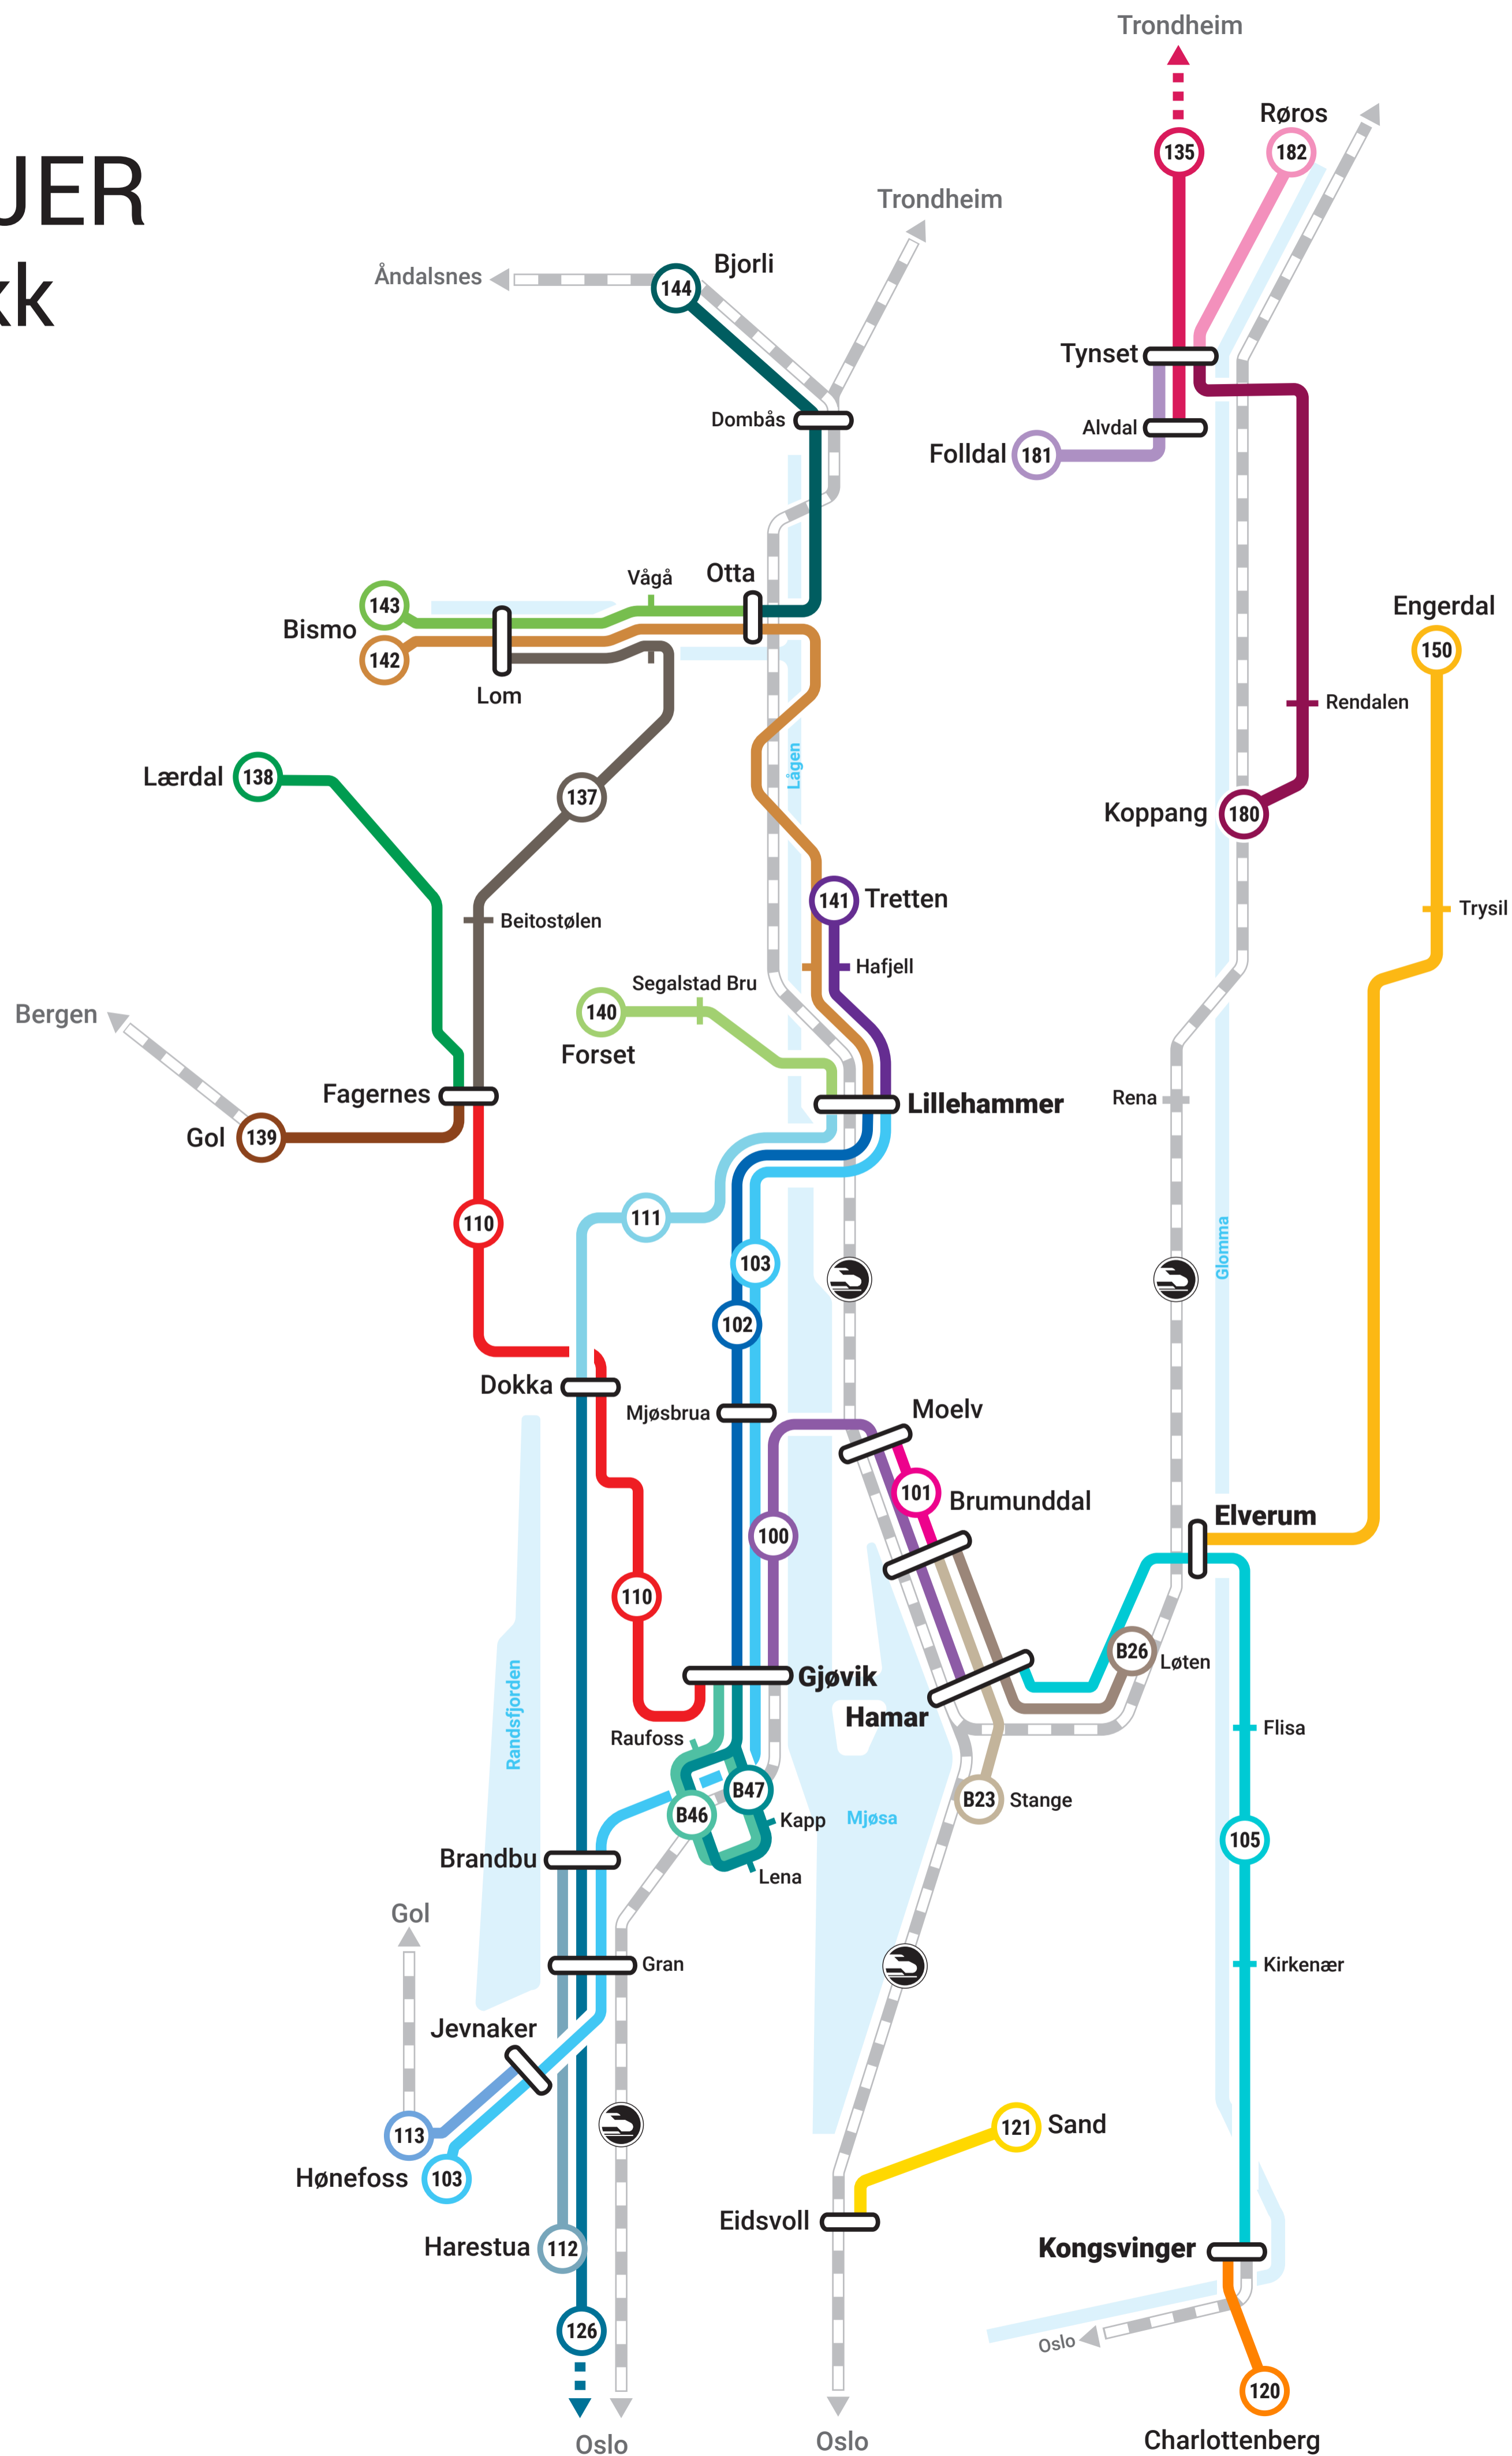 Trondheim
Røros
135
182
UER
Trondheim
kk
Bjorli
Åndalsnes
144
Tynset
Dombås
Alvdal
Folldal
181
Vågå
Otta
143
Bismo
142
Engerdal
150
Lom
Rendalen
Lågen
Lærdal
138
137
Koppang
180
141
Tretten
Trysil
Beitostølen
Hafjell
Segalstad Bru
Bergen
140
Forset
Fagernes
Lillehammer
Rena
Gol
139
110
111
103
Glomma
102
Dokka
Mjøsbrua
Moelv
101
Brumunddal
Elverum
100
110
B26
Løten
Gjøvik
Randsfjorden
Hamar
Raufoss
Flisa
B47
B46
Kapp
Mjøsa
B23
Stange
105
Brandbu
Lena
Gol
Gran
Kirkenær
Jevnaker
113
121
Sand
Hønefoss
103
Eidsvoll
Harestua
112
Kongsvinger
126
Oslo
120
Oslo
Oslo
Charlottenberg